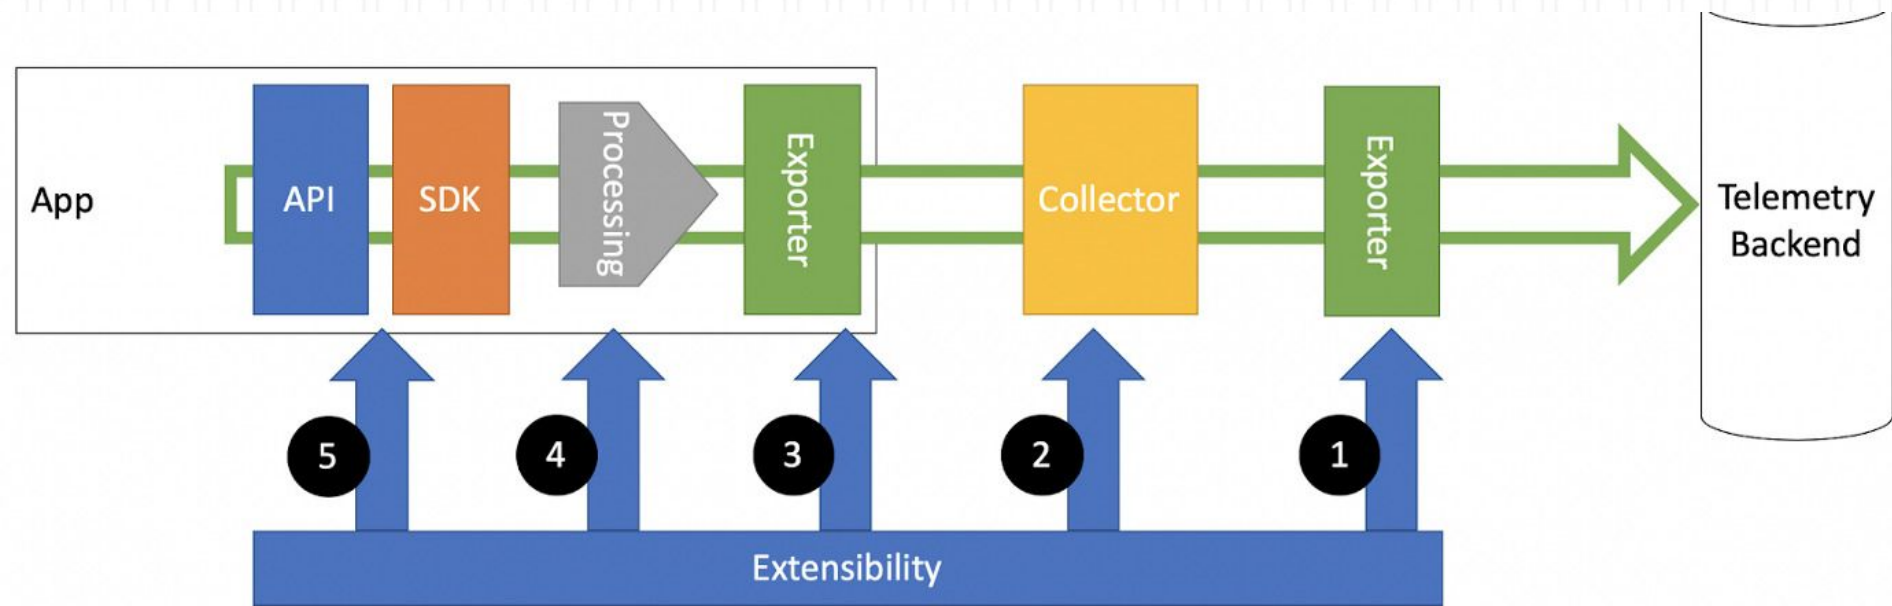 App
API
SDK
Processing
Exporter
Collector
Exporter
Telemetry
Backend
5
4
3
2
1
Extensibility